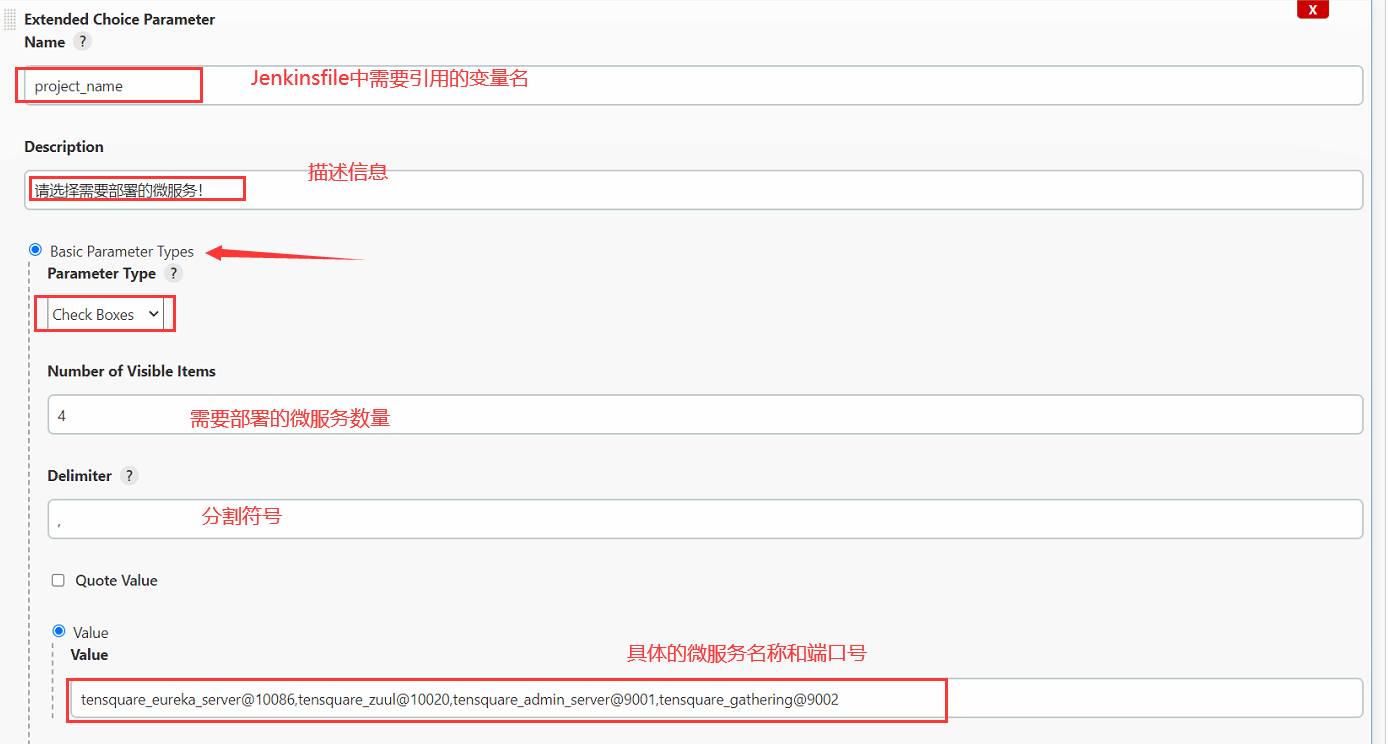 Extended Choice Parameter
X
Name ?
project_name
Jenkinsfile中需要引用的变量名
Description
描述信息
请选择需要部署的微服务！
Basic Parameter Types
Parameter Type ?
Check Boxes
Number of Visible Items
4
需要部署的微服务数量
Delimiter ?
,
分割符号
Quote Value
Value
Value
具体的微服务名称和端口号
tensquare_eureka_server@10086,tensquare_zuul@10020,tensquare_admin_server@9001,tensquare_gathering@9002